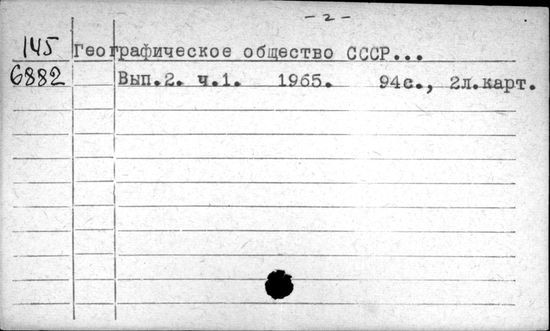 - 2 -
145 Географическое общество СССР...
6882 Вып.2. ч.1. 1965. 94с., 2л.карт.